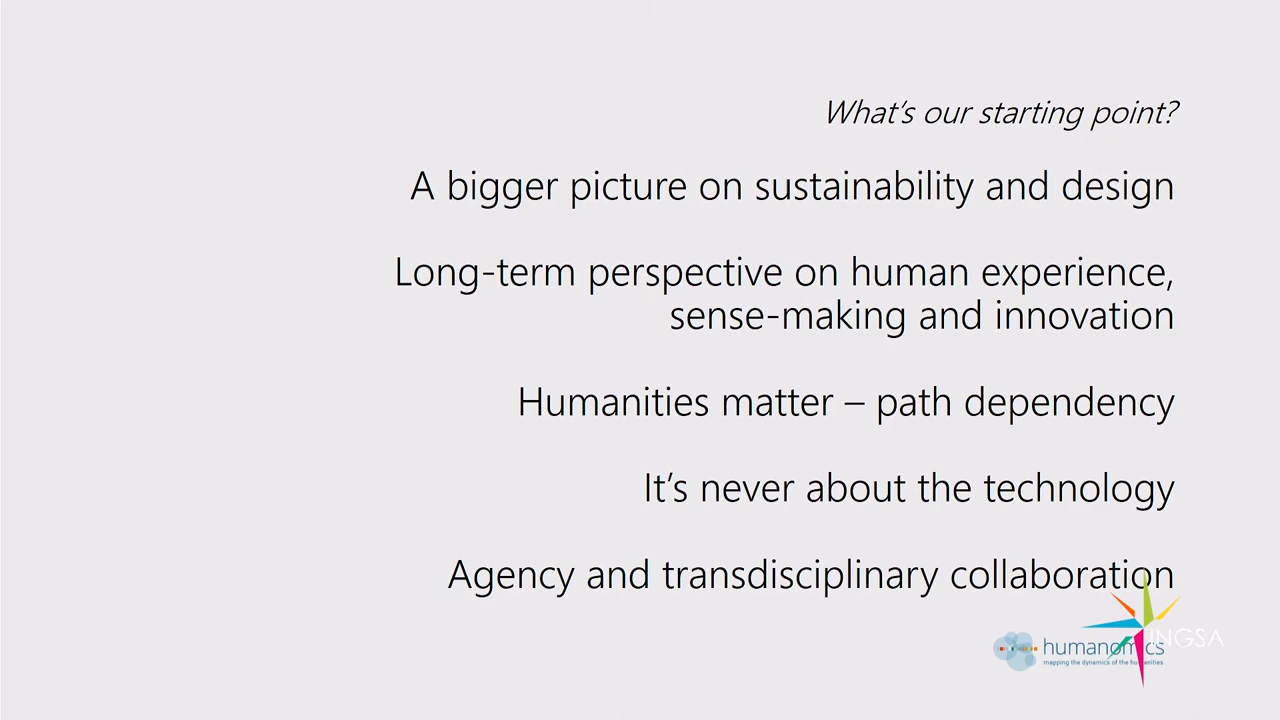 What's our starting point?
A bigger picture on sustainability and design
Long-term perspective on human experience,
sense-making and innovation
Humanities matter – path dependency
It's never about the technology
Agency and transdisciplinary collaboration
humanomics
mapping the dynamics of the humanities
INGSA